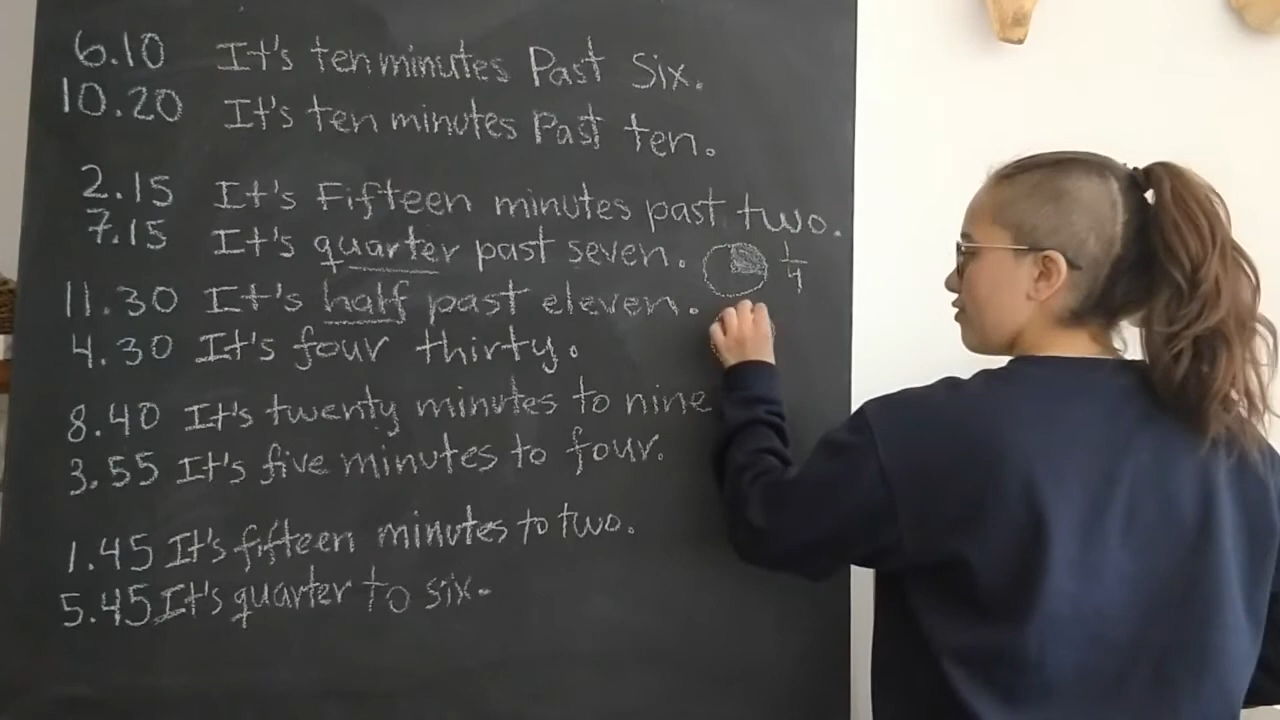 6.10 It's ten minutes Past Six.
10.20 It's ten minutes Past ten.
2.15 It's Fifteen minutes past two.
7.15 It's quarter past seven. 1/4
11.30 It's half past eleven.
4.30 It's four thirty.
8.40 It's twenty minutes to nine
3.55 It's five minutes to four.
1.45 It's fifteen minutes to two.
5.45 It's quarter to six.